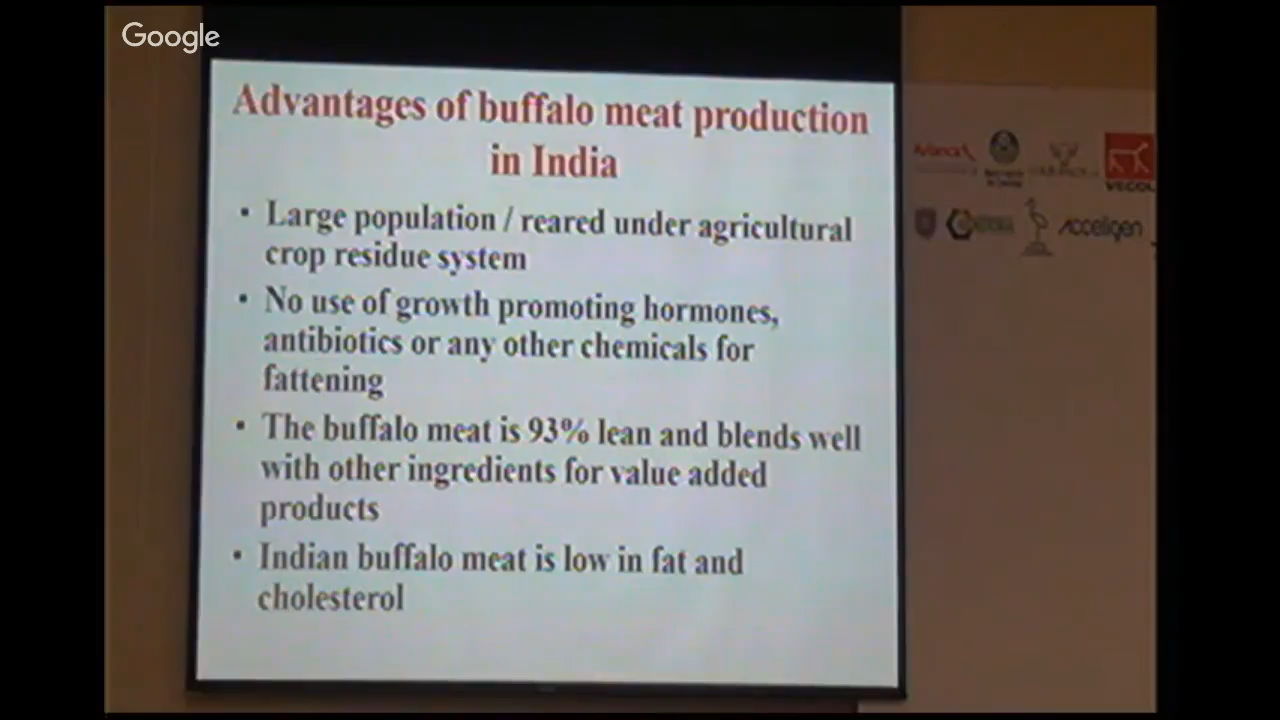 Google
Advantages of buffalo meat production
in India
• Large population / reared under agricultural
crop residue system
• No use of growth promoting hormones,
antibiotics or any other chemicals for
fattening
• The buffalo meat is 93% lean and blends well
with other ingredients for value added
products
• Indian buffalo meat is low in fat and
cholesterol
VECOL
Acceligen